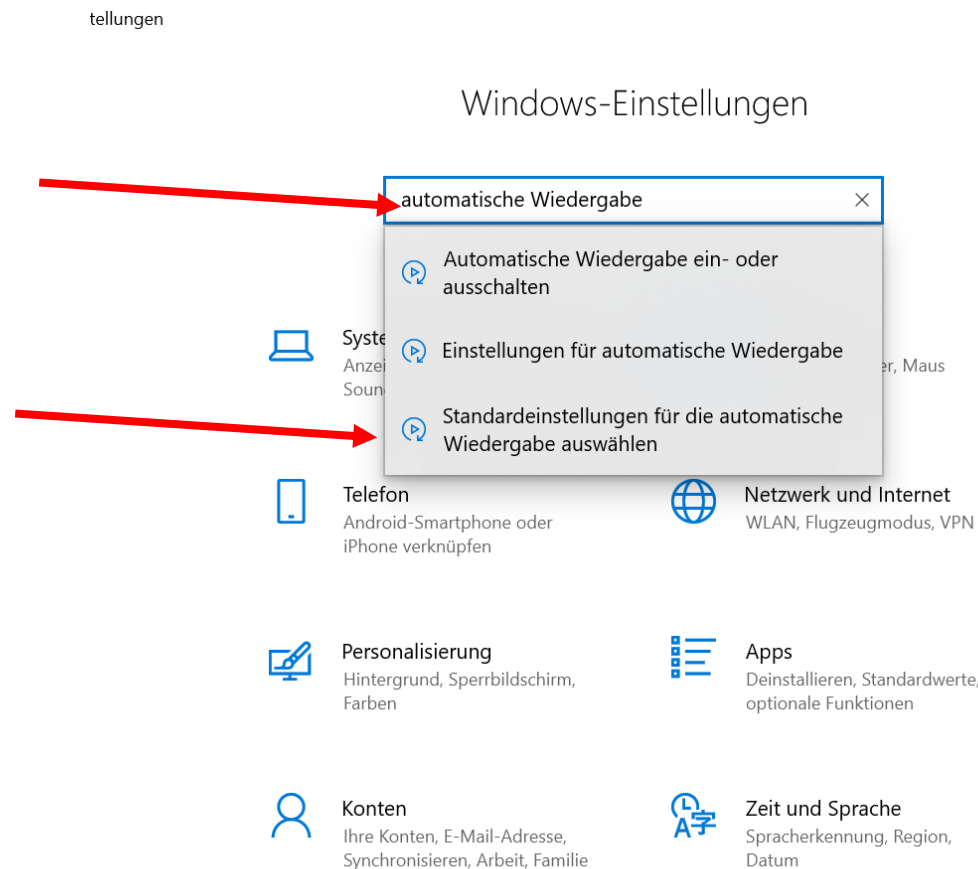 tellungen
Windows-Einstellungen
automatische Wiedergabe
Automatische Wiedergabe ein- oder
ausschalten
Einstellungen für automatische Wiedergabe
Standardeinstellungen für die automatische
Wiedergabe auswählen
Syste
Anzei
Soun
er, Maus
Telefon
Android-Smartphone oder
iPhone verknüpfen
Netzwerk und Internet
WLAN, Flugzeugmodus, VPN
Personalisierung
Hintergrund, Sperrbildschirm,
Farben
Apps
Deinstallieren, Standardwerte,
optionale Funktionen
Konten
Ihre Konten, E-Mail-Adresse,
Synchronisieren, Arbeit, Familie
Zeit und Sprache
Spracherkennung, Region,
Datum